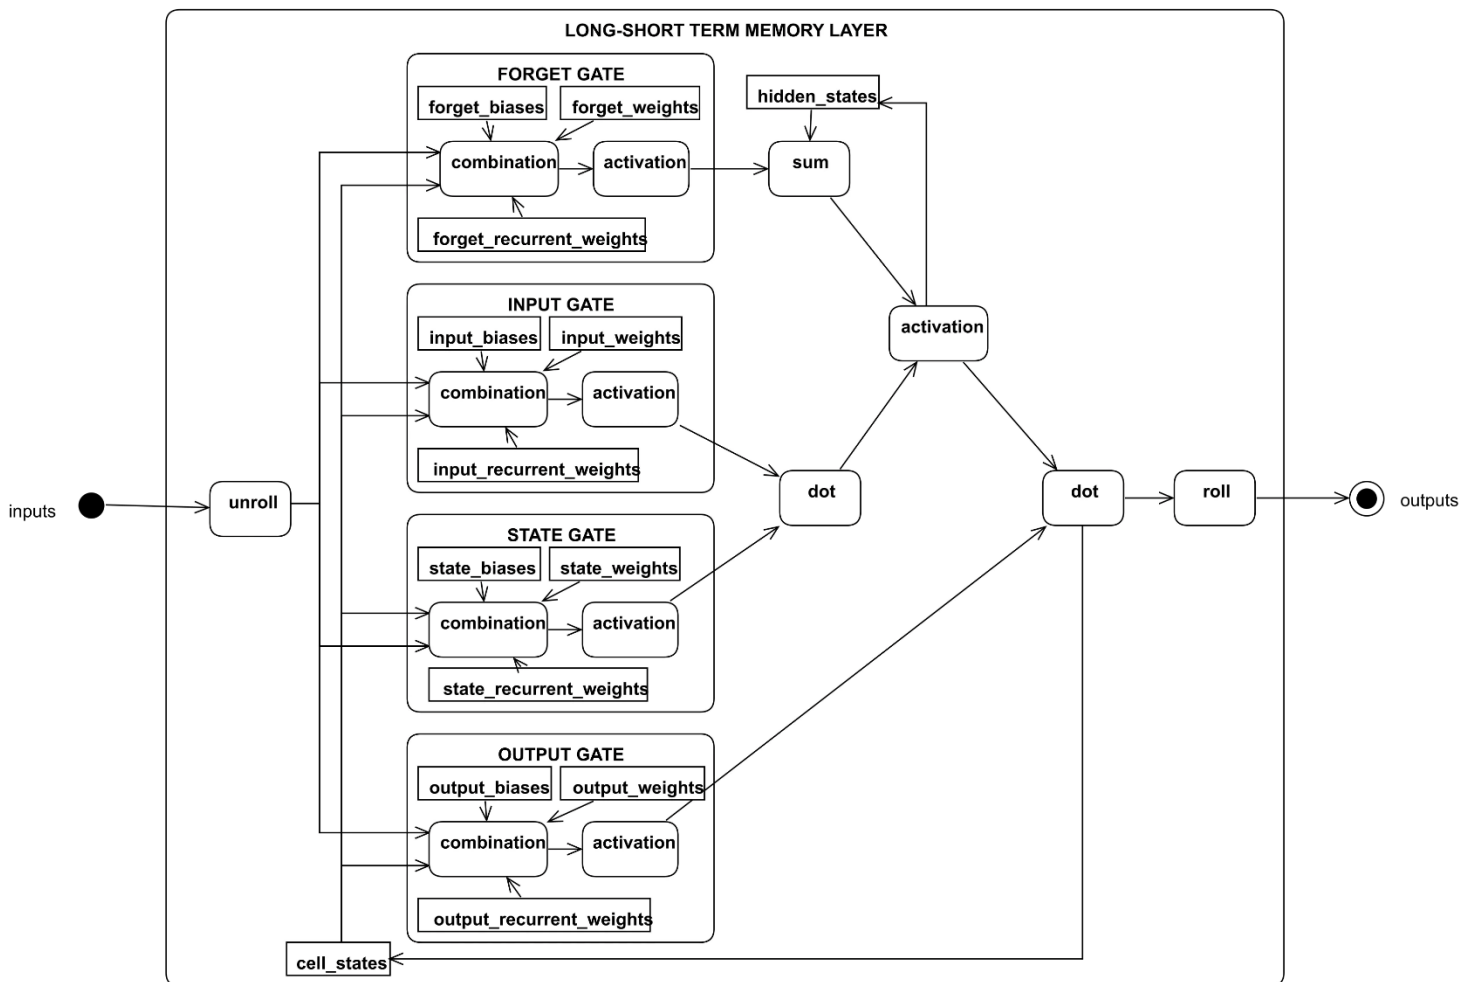 LONG-SHORT TERM MEMORY LAYER
FORGET GATE
forget_biases
forget_weights
combination
activation
forget_recurrent_weights
hidden_states
sum
INPUT GATE
input_biases
input_weights
combination
activation
input_recurrent_weights
activation
inputs
unroll
dot
dot
roll
outputs
STATE GATE
state_biases
state_weights
combination
activation
state_recurrent_weights
OUTPUT GATE
output_biases
output_weights
combination
activation
output_recurrent_weights
cell_states